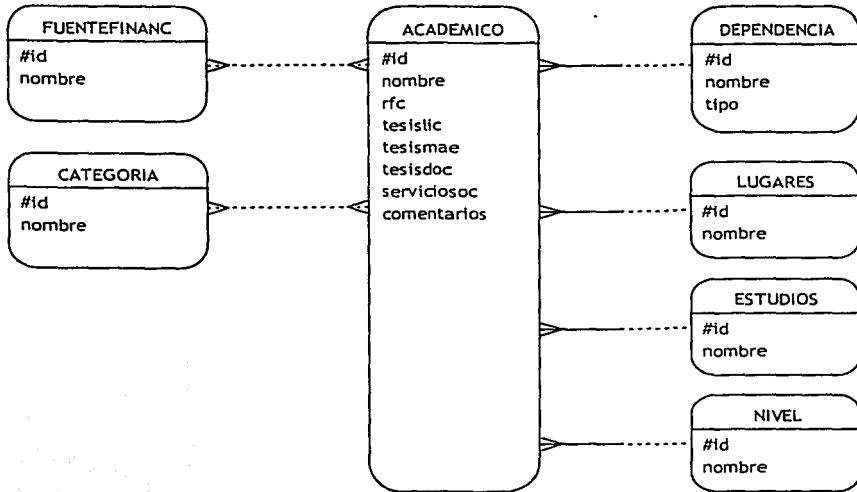 FUENTEFINANC
#id
nombre
CATEGORIA
#id
nombre
ACADEMICO
#id
nombre
rfc
tesislic
tesismae
tesisdoc
serviciosoc
comentarios
DEPENDENCIA
#id
nombre
tipo
LUGARES
#id
nombre
ESTUDIOS
#id
nombre
NIVEL
#id
nombre